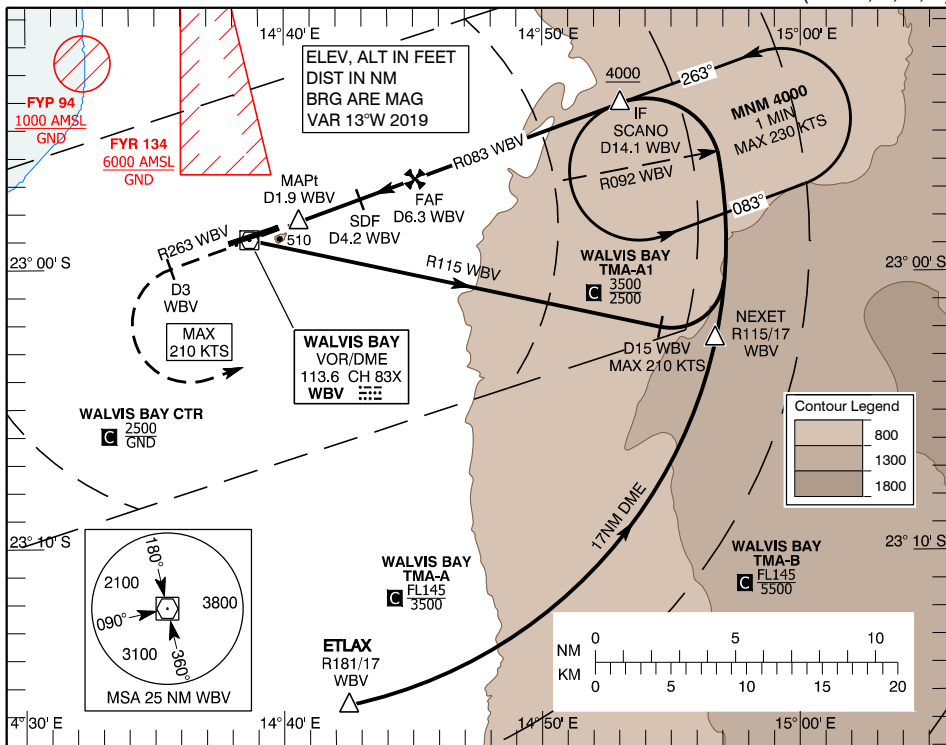 14°40' E
14°50' E
15°00' E
ELEV, ALT IN FEET
DIST IN NM
BRG ARE MAG
VAR 13°W 2019
FYP 94
1000 AMSL
GND
FYR 134
6000 AMSL
GND
4000
263°
IF
SCANO
D14.1 WBV
MNM 4000
1 MIN
MAX 230 KTS
R083 WBV
R092 WBV
083°
MAPt
D1.9 WBV
FAF
D6.3 WBV
SDF
D4.2 WBV
510
R263 WBV
23°00' S
23°00' S
D3
WBV
R115 WBV
WALVIS BAY
TMA-A1
C 3500
2500
MAX
210 KTS
WALVIS BAY
VOR/DME
113.6 CH 83X
WBV
D15 WBV
MAX 210 KTS
NEXET
R115/17
WBV
WALVIS BAY CTR
C 2500
GND
Contour Legend
800
1300
1800
17NM DME
23°10' S
23°10' S
180°
2100
3800
090°
3100
360°
MSA 25 NM WBV
WALVIS BAY
TMA-A
C FL145
3500
WALVIS BAY
TMA-B
C FL145
5500
ETLAX
R181/17
WBV
NM 0 5 10
KM 0 5 10 15 20
4°30' E
14°40' E
14°50' E
15°00' E